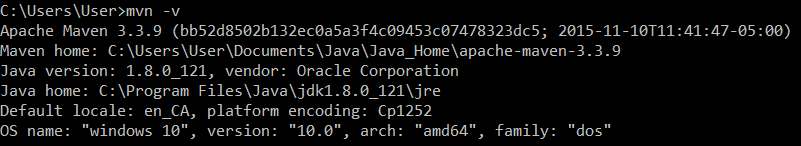 C:\Users\User>mvn -v
Apache Maven 3.3.9 (bb52d8502b132ec0a5a3f4c09453c07478323dc5; 2015-11-10T11:41:47-05:00)
Maven home: C:\Users\User\Documents\Java\Java_Home\apache-maven-3.3.9
Java version: 1.8.0_121, vendor: Oracle Corporation
Java home: C:\Program Files\Java\jdk1.8.0_121\jre
Default locale: en_CA, platform encoding: Cp1252
OS name: "windows 10", version: "10.0", arch: "amd64", family: "dos"